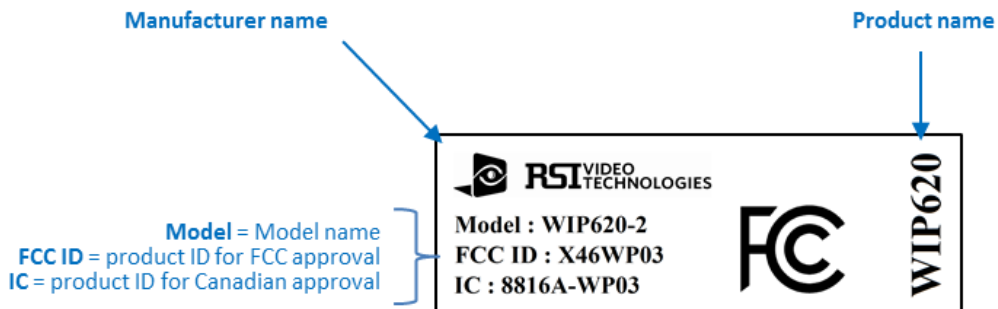 Manufacturer name
Product name
RSI VIDEO TECHNOLOGIES
Model = Model name
FCC ID = product ID for FCC approval
IC = product ID for Canadian approval
Model : WIP620-2
FCC ID : X46WP03
IC : 8816A-WP03
FC
WIP620